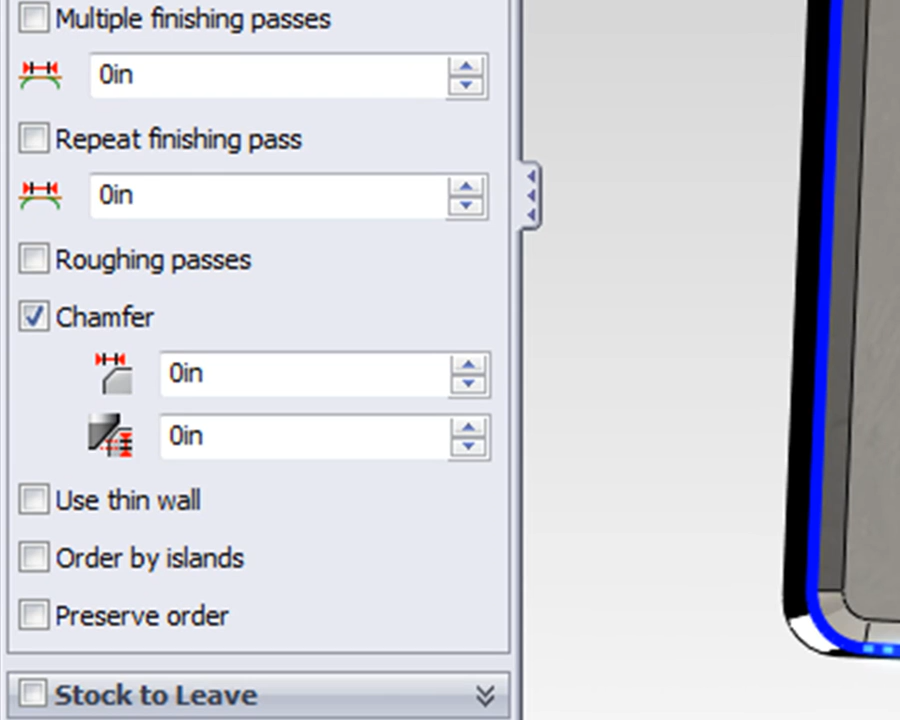 Multiple finishing passes
0in
Repeat finishing pass
0in
Roughing passes
Chamfer
0in
0in
Use thin wall
Order by islands
Preserve order
Stock to Leave